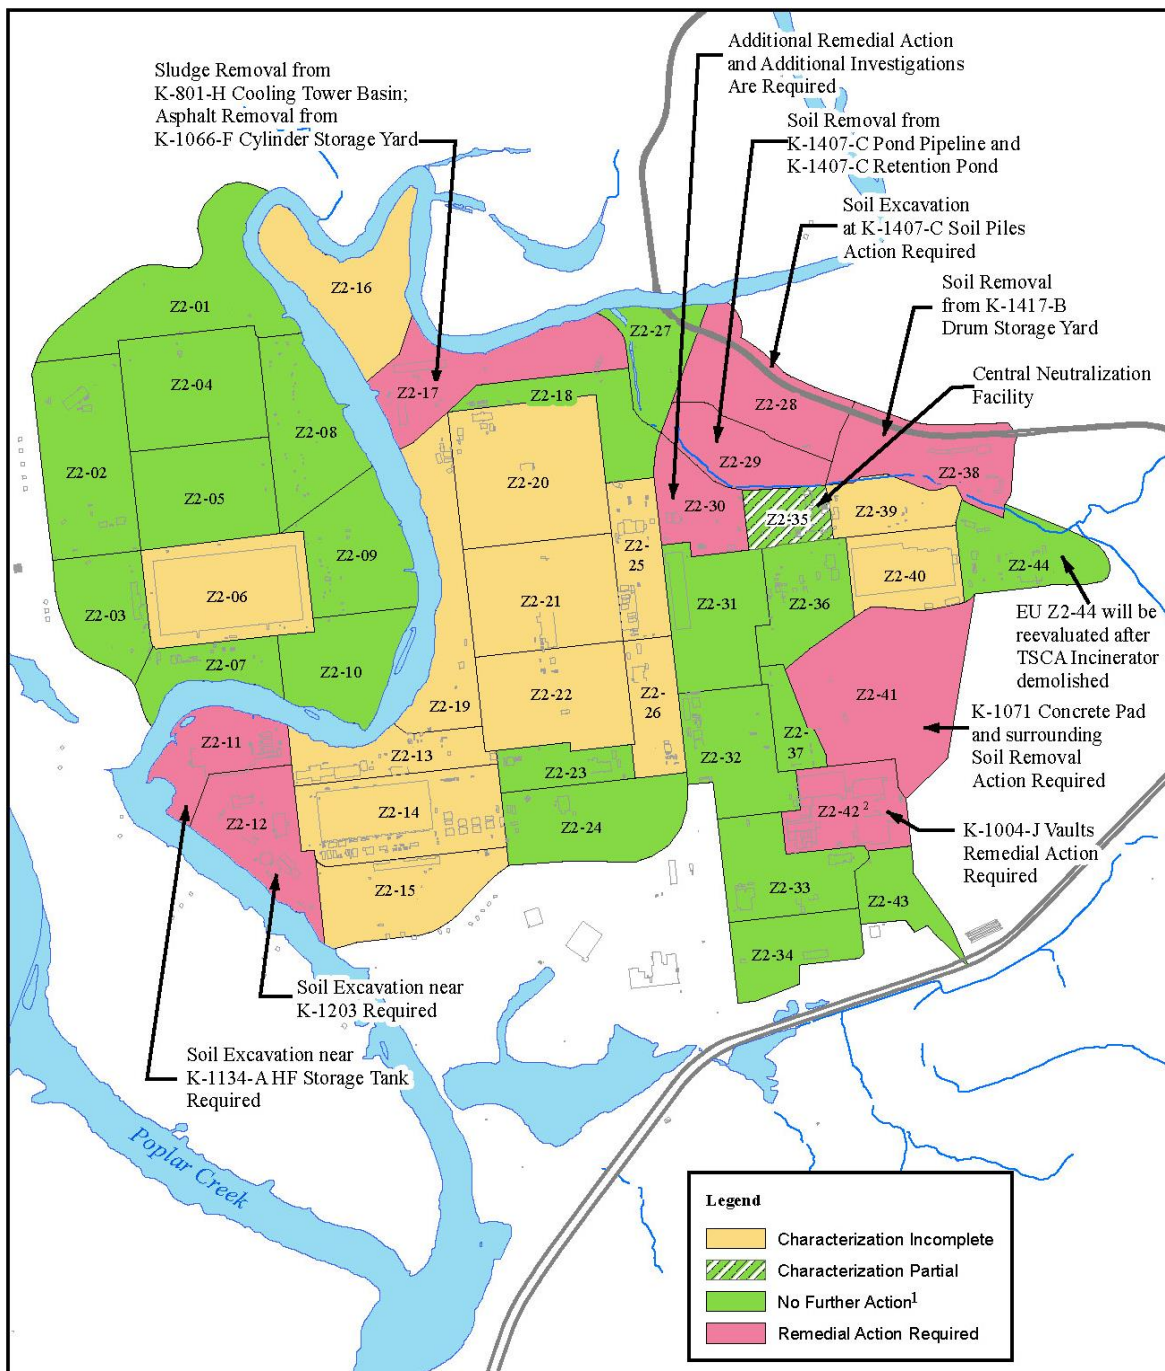 Sludge Removal from
K-801-H Cooling Tower Basin;
Asphalt Removal from
K-1066-F Cylinder Storage Yard
Additional Remedial Action
and Additional Investigations
Are Required
Soil Removal from
K-1407-C Pond Pipeline and
K-1407-C Retention Pond
Soil Excavation
at K-1407-C Soil Piles
Action Required
Soil Removal
from K-1417-B
Drum Storage Yard
Central Neutralization
Facility
Z2-16
Z2-01
Z2-27
Z2-04
Z2-17
Z2-18
Z2-28
Z2-08
Z2-02
Z2-29
Z2-38
Z2-05
Z2-20
Z2-30
Z2-35
Z2-39
Z2-09
Z2-
25
Z2-44
Z2-06
Z2-21
Z2-31
Z2-36
Z2-40
Z2-03
EU Z2-44 will be
reevaluated after
TSCA Incinerator
demolished
Z2-07
Z2-10
Z2-19
Z2-22
Z2-
26
Z2-41
K-1071 Concrete Pad
and surrounding
Soil Removal
Action Required
Z2-11
Z2-13
Z2-23
Z2-32
Z2-
37
Z2-12
Z2-14
Z2-24
Z2-42²
K-1004-J Vaults
Remedial Action
Required
Z2-15
Z2-33
Z2-43
Z2-34
Soil Excavation near
K-1203 Required
Soil Excavation near
K-1134-A HF Storage Tank
Required
Poplar Creek
Legend
Characterization Incomplete
Characterization Partial
No Further Action¹
Remedial Action Required